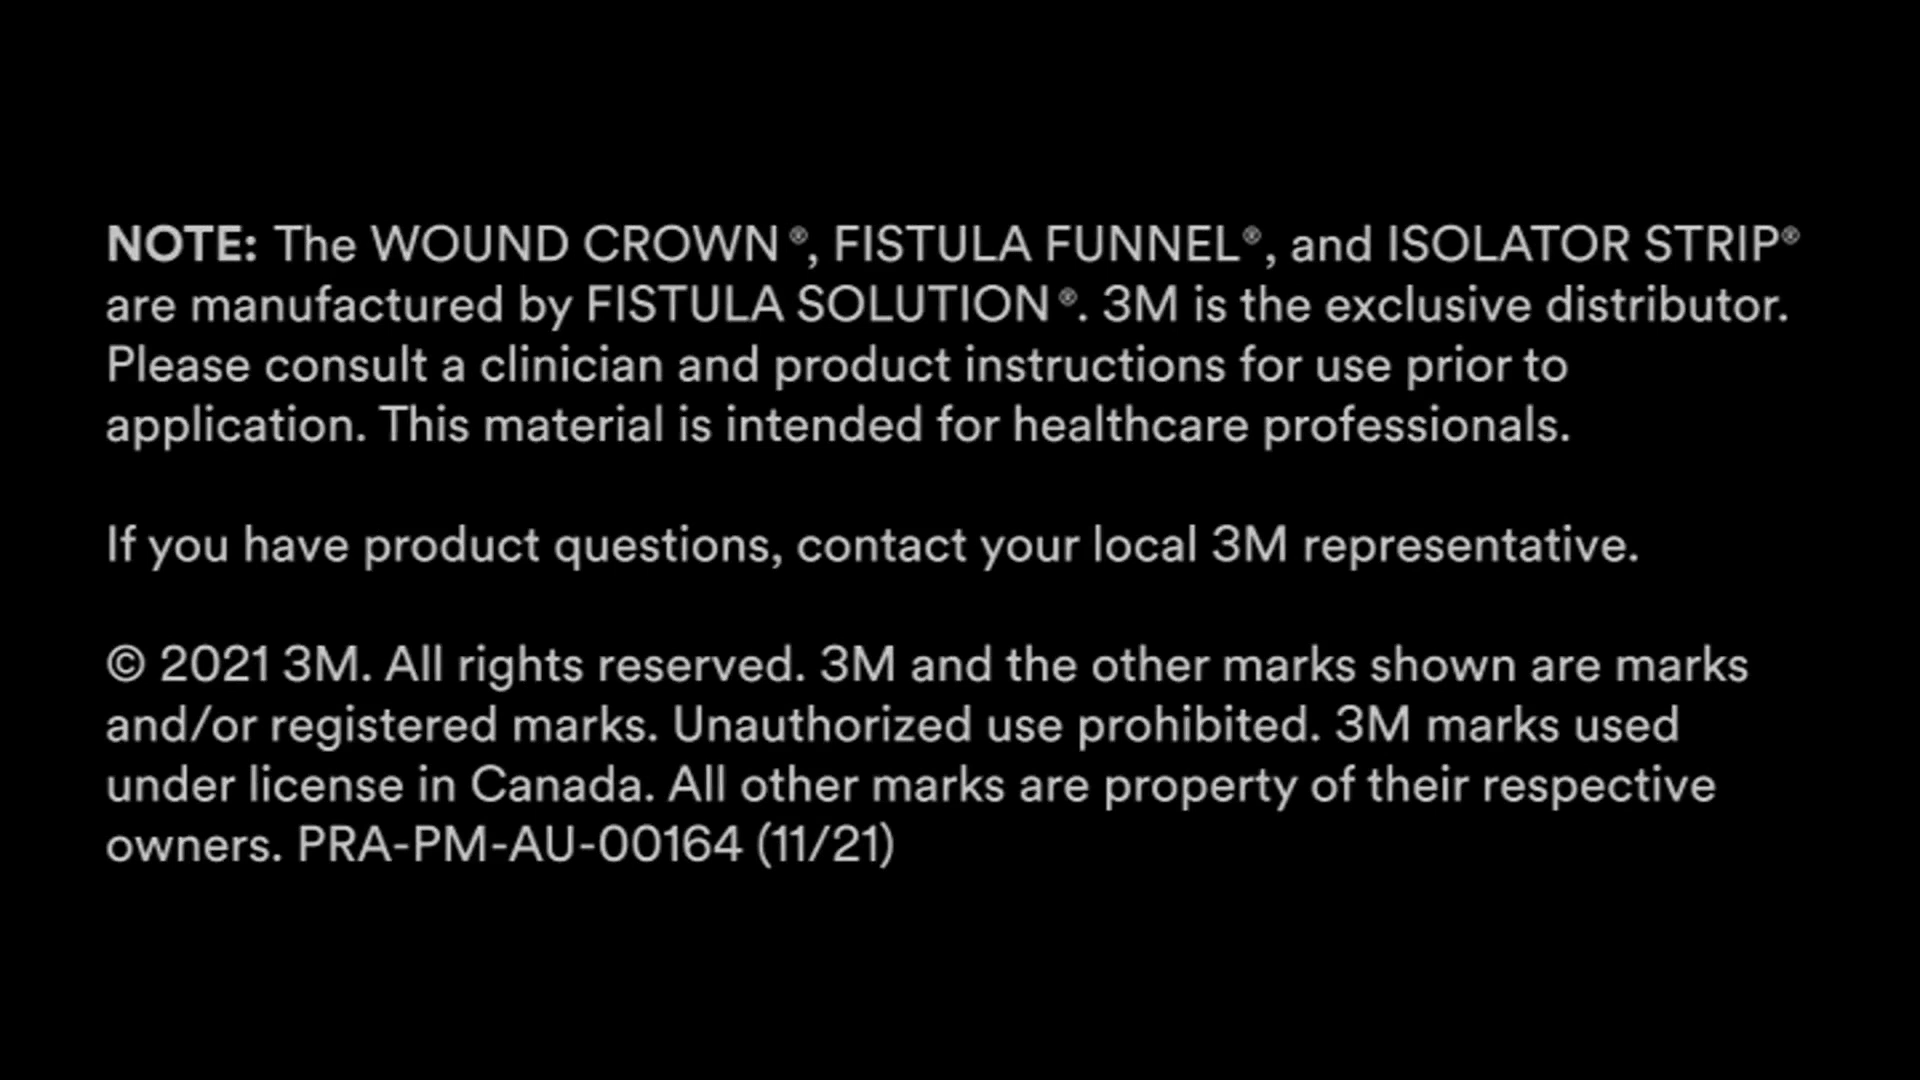 NOTE: The WOUND CROWN®, FISTULA FUNNEL®, and ISOLATOR STRIP®
are manufactured by FISTULA SOLUTION®. 3M is the exclusive distributor.
Please consult a clinician and product instructions for use prior to
application. This material is intended for healthcare professionals.
If you have product questions, contact your local 3M representative.
© 2021 3M. All rights reserved. 3M and the other marks shown are marks
and/or registered marks. Unauthorized use prohibited. 3M marks used
under license in Canada. All other marks are property of their respective
owners. PRA-PM-AU-00164 (11/21)